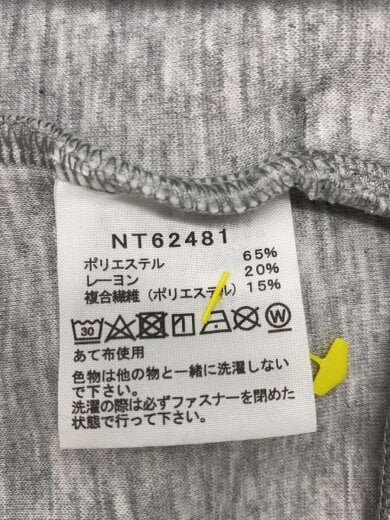 NT62481
ポリエステル 65%
レーヨン 20%
複合繊維(ポリエステル) 15%
30 W
あて布使用
色物は他の物と一緒に洗濯しない
で下さい。
洗濯の際は必ずファスナーを閉めた
状態で行って下さい。